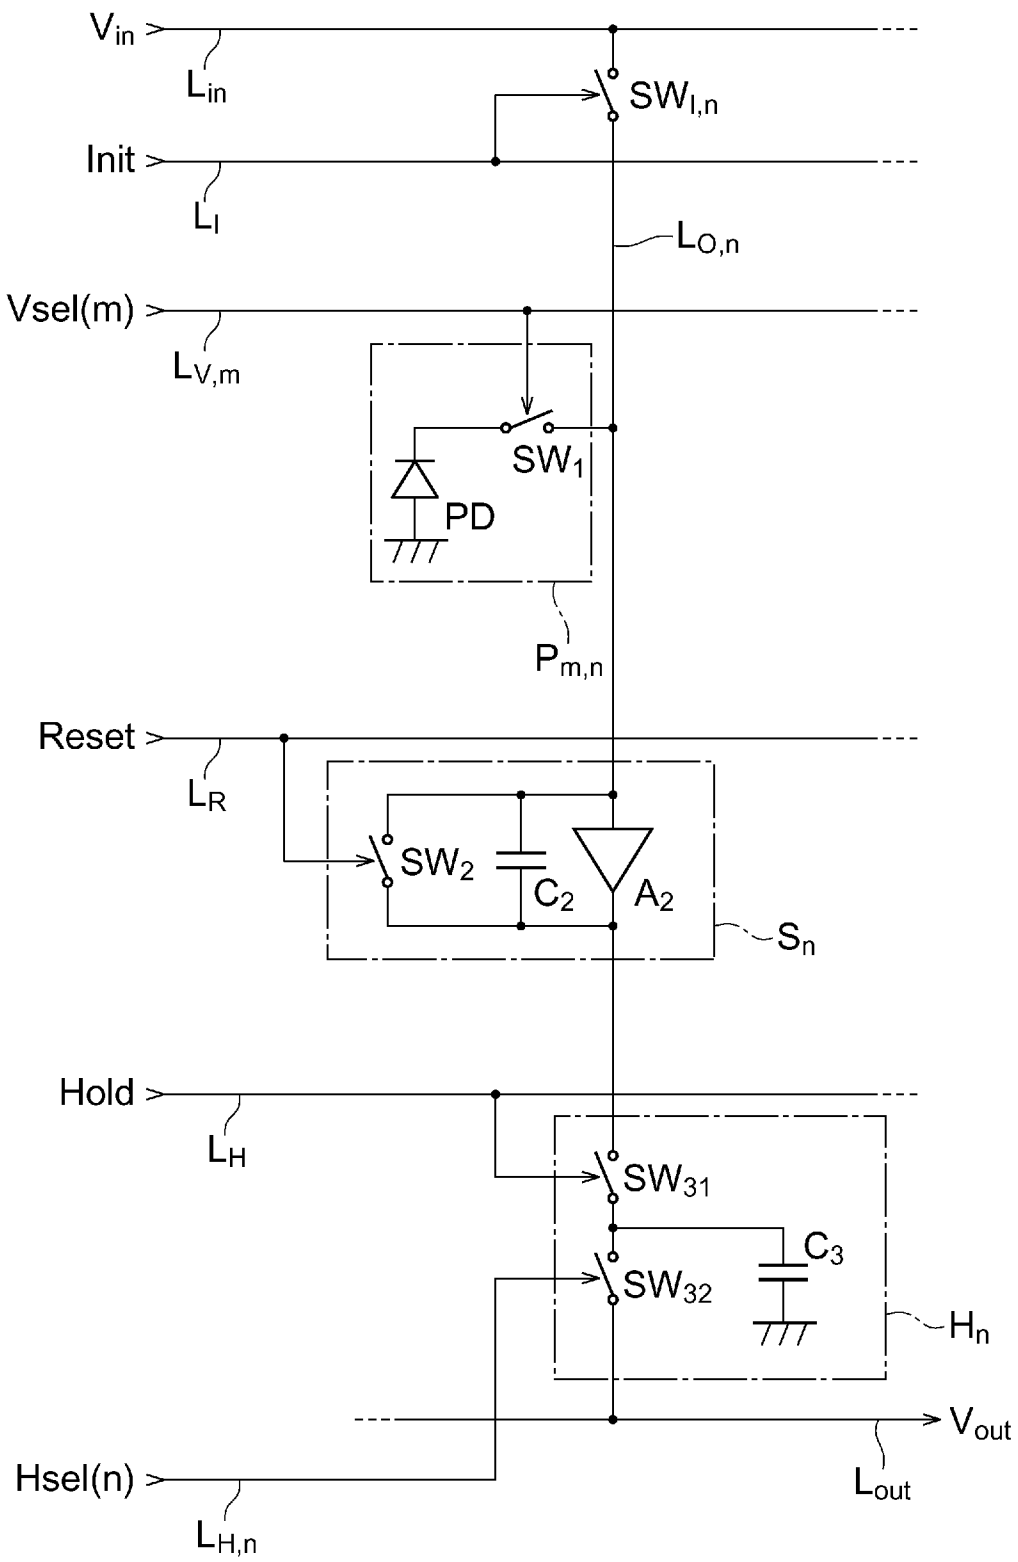 Vin
Lin
SWI,n
Init
LI
LO,n
Vsel(m)
LV,m
SW1
PD
Pm,n
Reset
LR
SW2
C2
A2
Sn
Hold
LH
SW31
C3
SW32
Hn
Vout
Lout
Hsel(n)
LH,n